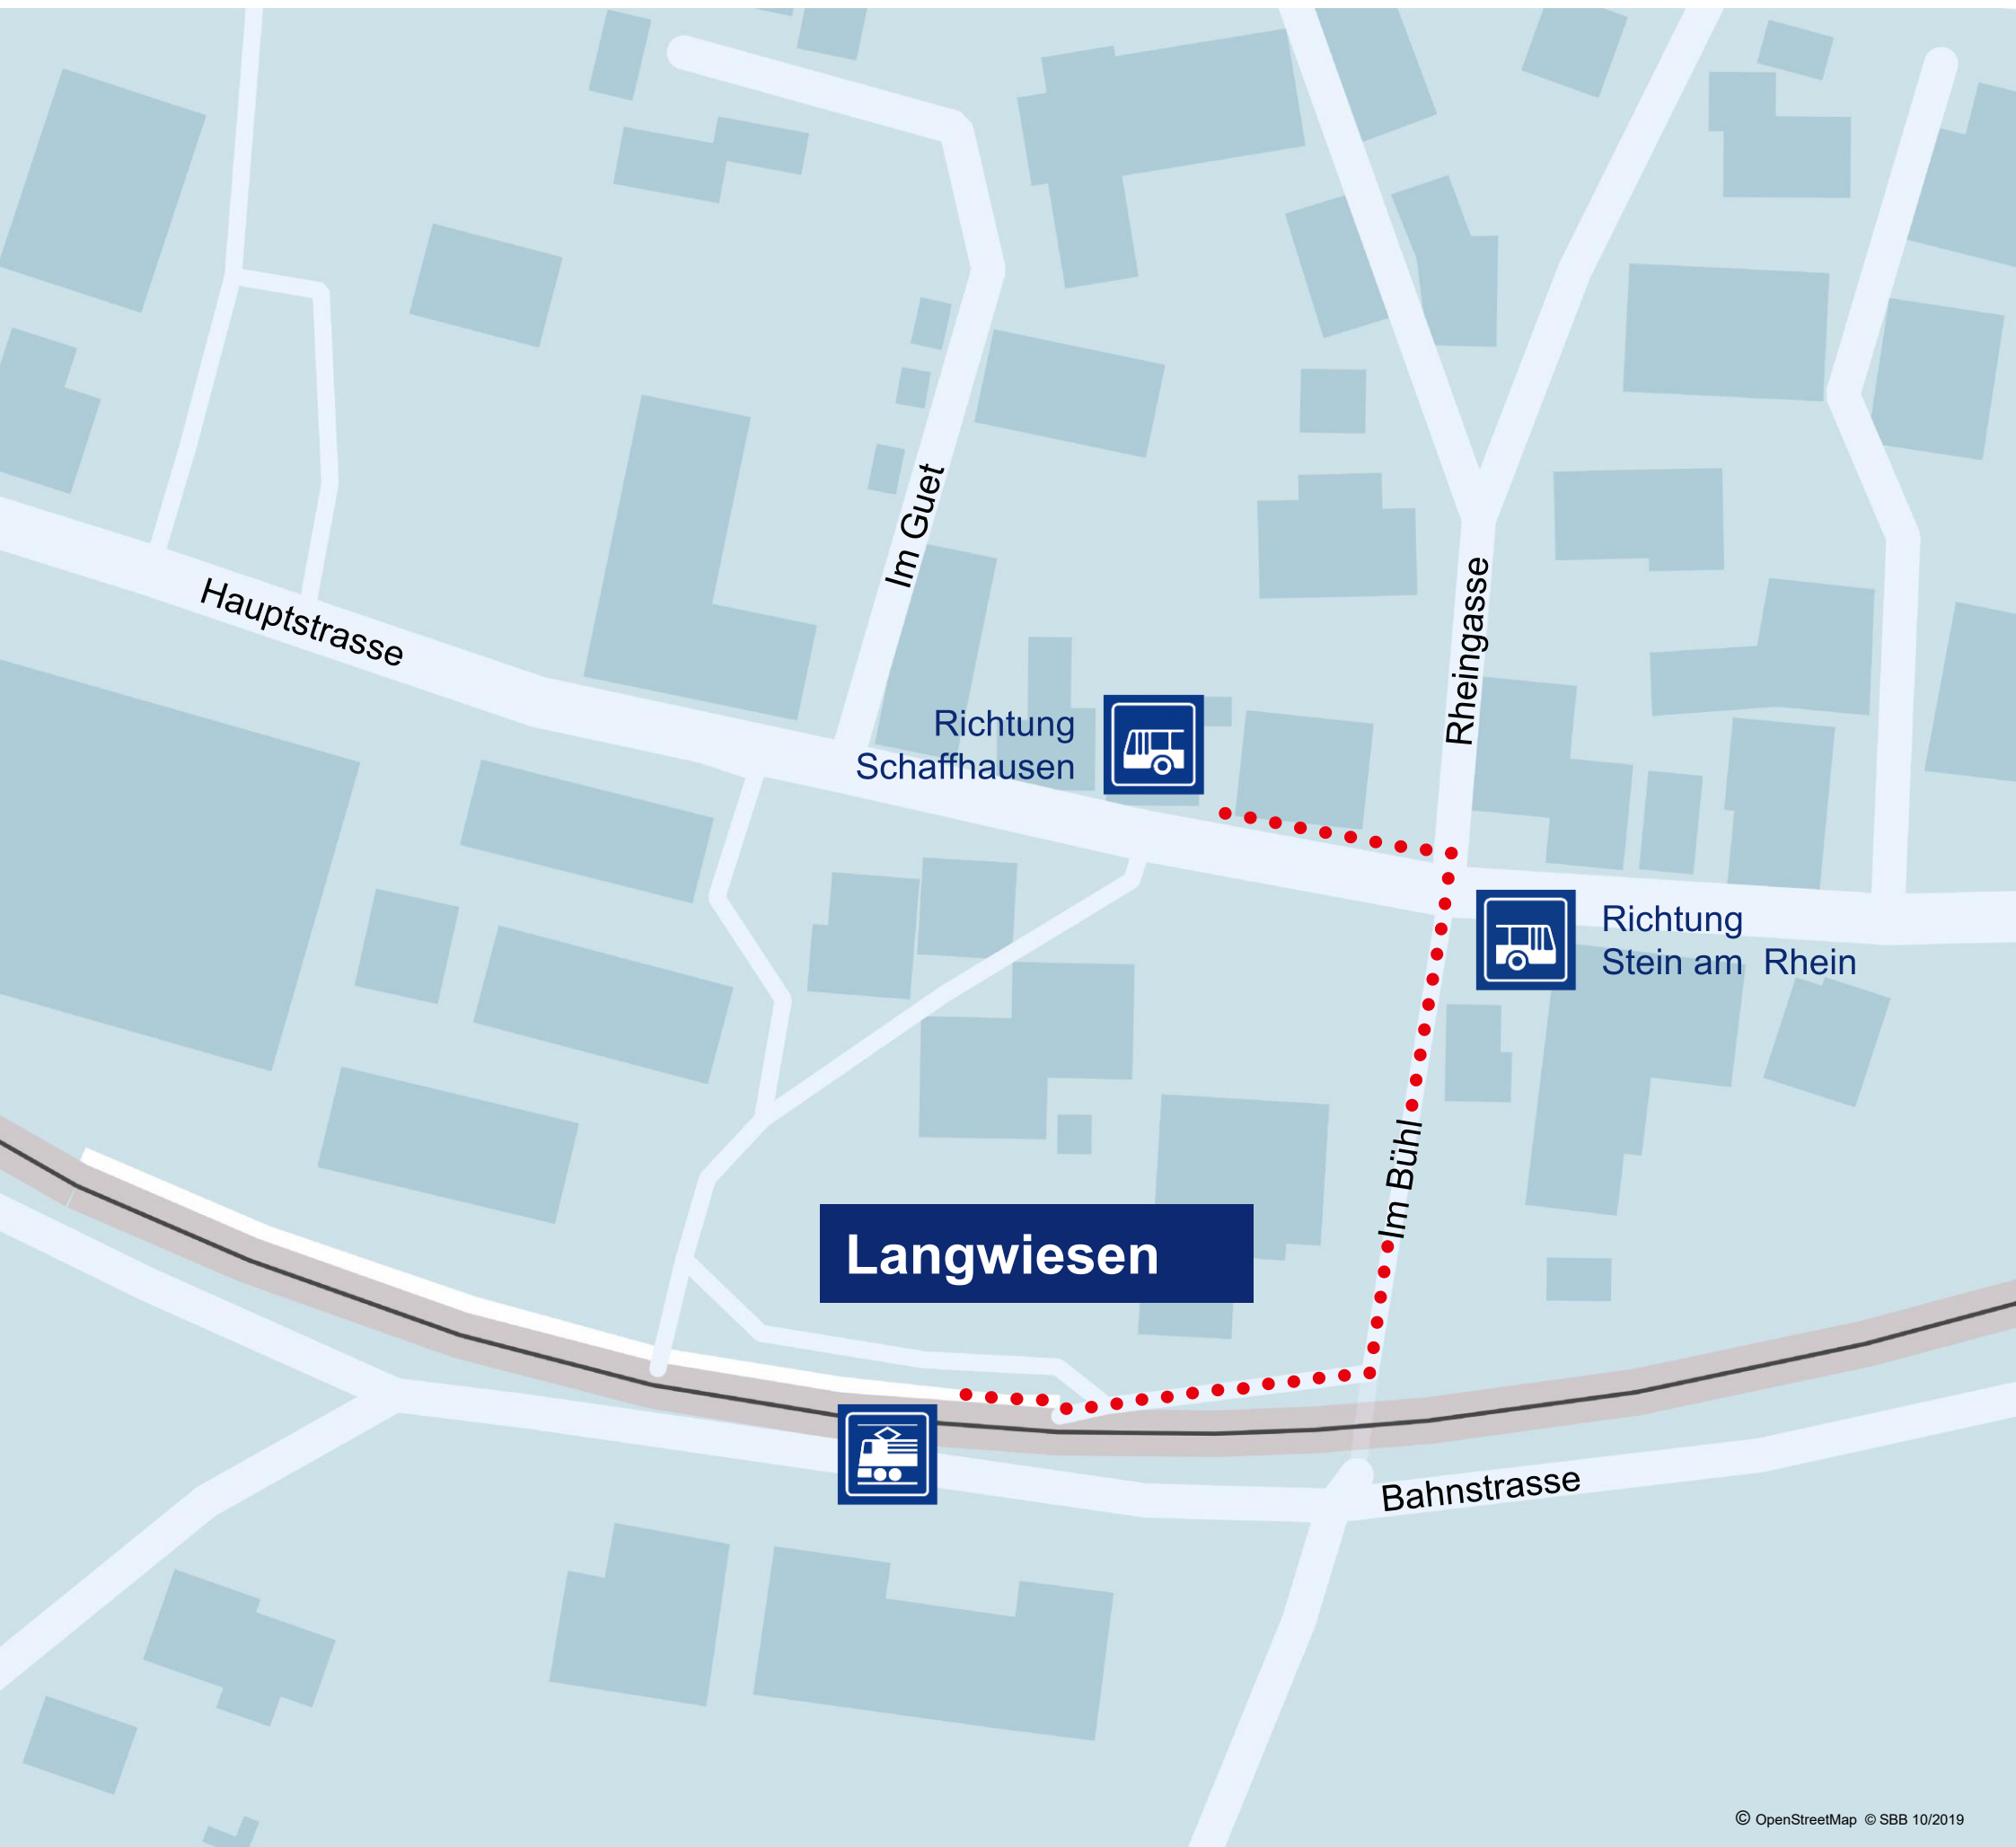 Im Guet
Hauptstrasse
Rheingasse
Richtung
Schaffhausen
Richtung
Stein am Rhein
Im Bühl
Langwiesen
Bahnstrasse
© OpenStreetMap © SBB 10/2019